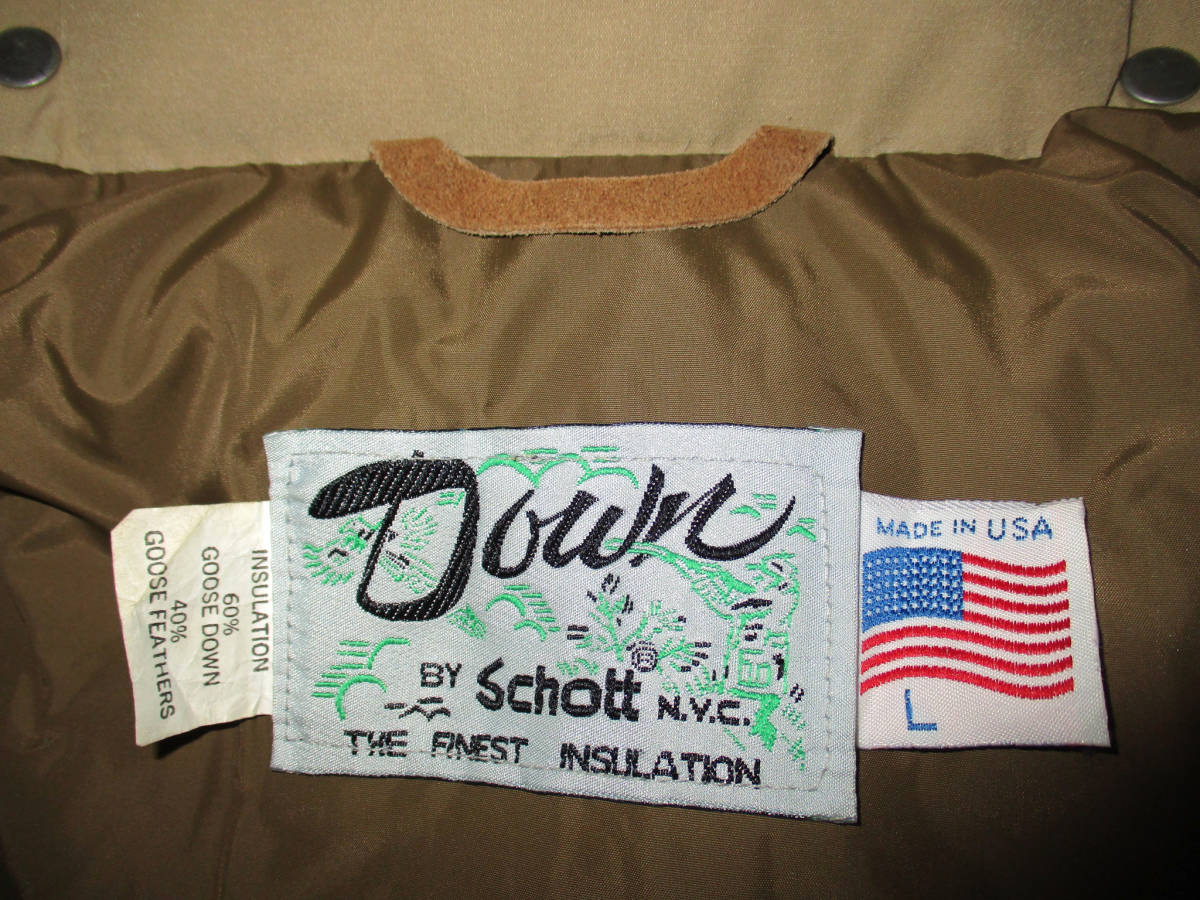 INSULATION
60%
GOOSE DOWN
40%
GOOSE FEATHERS
Down
BY Schott® N.Y.C.
THE FINEST INSULATION
MADE IN USA
L